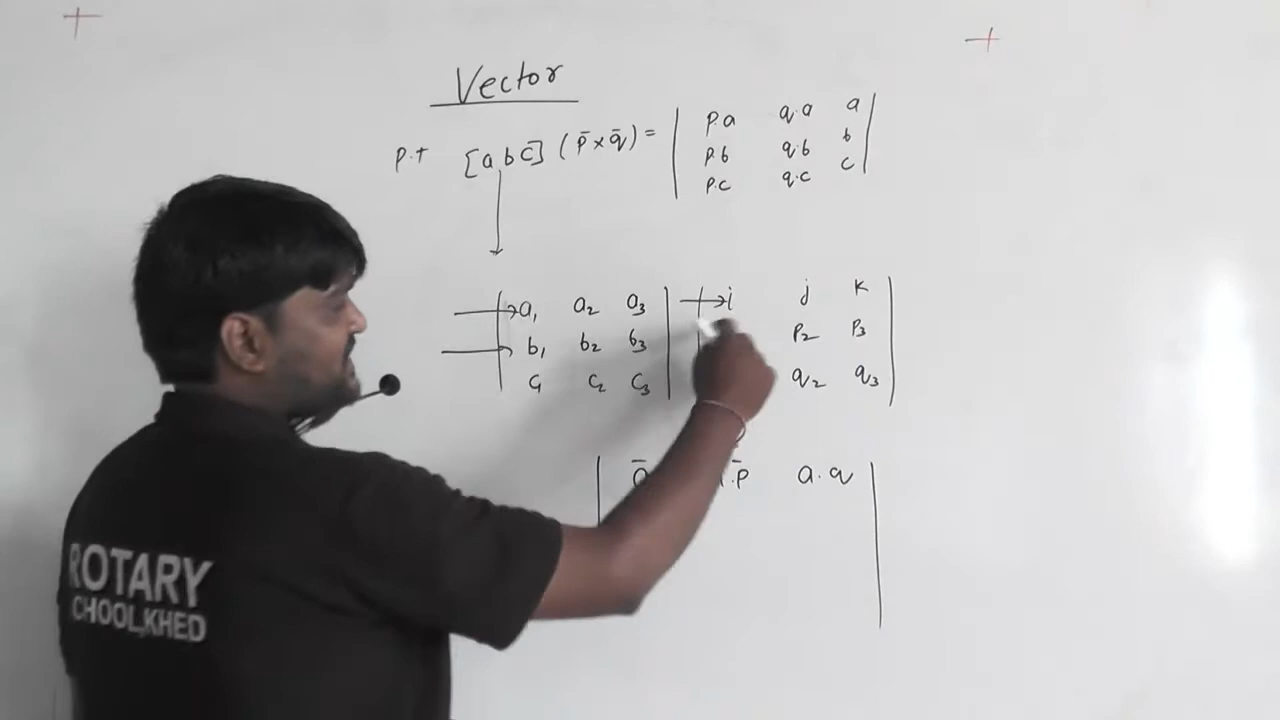 Vector
P.T [a b c̄] (p̄ × q̄) = | p.a q.a a |
| p.b q.b b |
| p.c q.c c |
| a₁ a₂ a₃ | | i j k |
| b₁ b₂ b₃ | | p₂ p₃ |
| c₁ c₂ c₃ | | q₂ q₃ |
| ā .p̄ a.q |
ROTARY
CHOOL,KHED